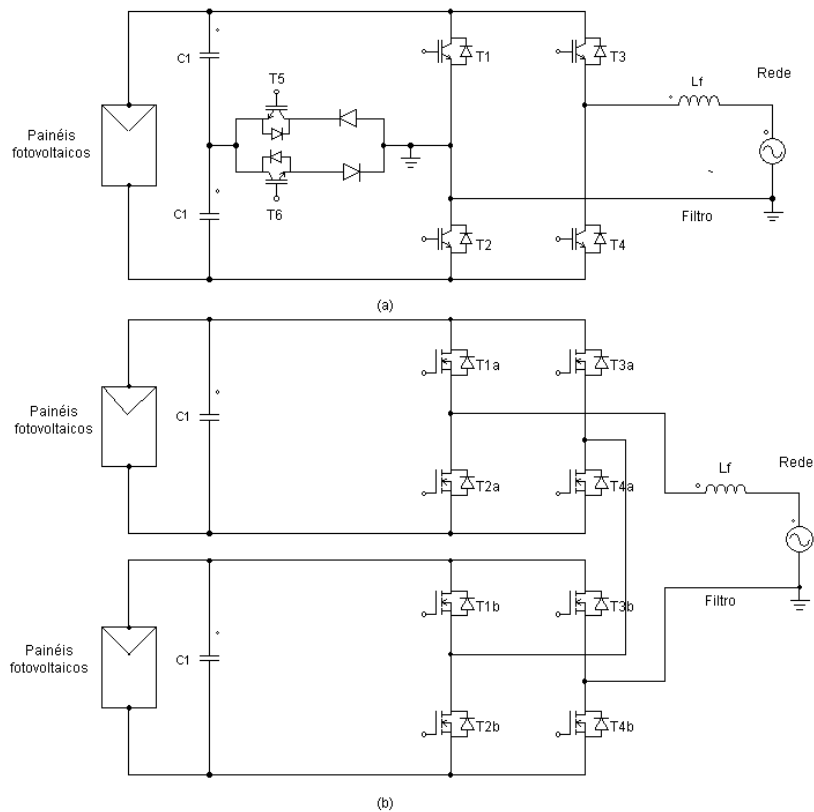 C1
T5
T1
T3
Lf
Rede
Painéis
fotovoltaicos
C1
T6
T2
T4
Filtro
~
(a)
Painéis
fotovoltaicos
C1
T1a
T3a
T2a
T4a
Lf
Rede
Painéis
fotovoltaicos
C1
T1b
T3b
Filtro
T2b
T4b
(b)